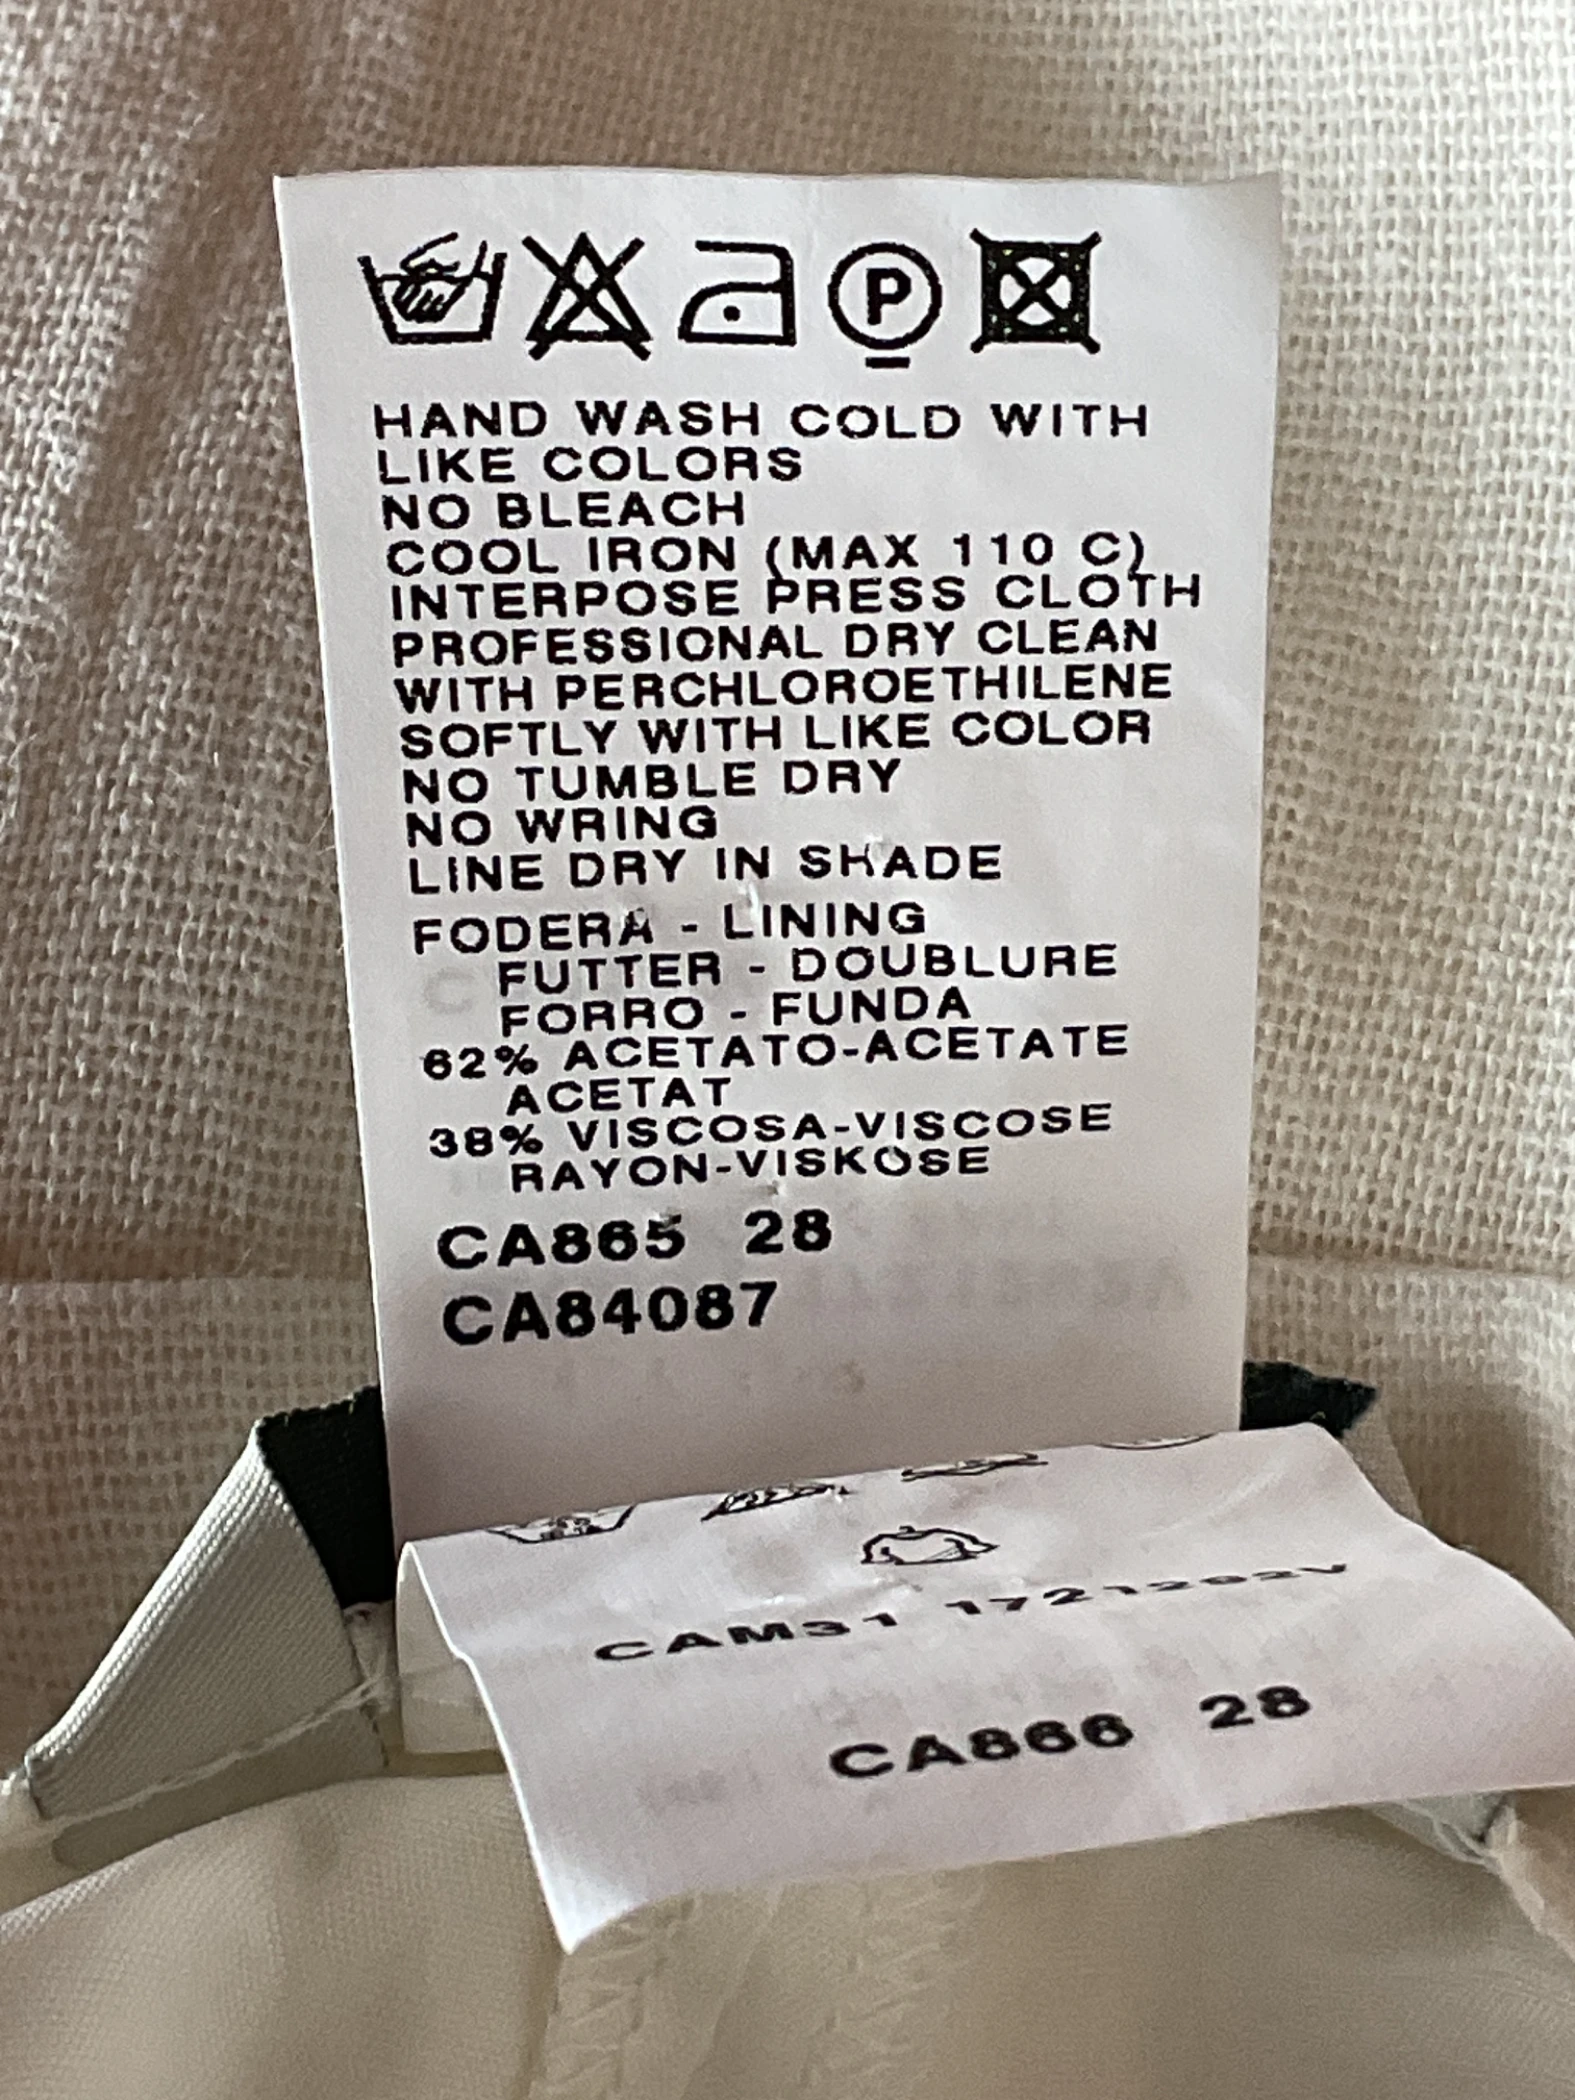 P
HAND WASH COLD WITH
LIKE COLORS
NO BLEACH
COOL IRON (MAX 110 C)
INTERPOSE PRESS CLOTH
PROFESSIONAL DRY CLEAN
WITH PERCHLOROETHILENE
SOFTLY WITH LIKE COLOR
NO TUMBLE DRY
NO WRING
LINE DRY IN SHADE
FODERA - LINING
FUTTER - DOUBLURE
FORRO - FUNDA
62% ACETATO-ACETATE
ACETAT
38% VISCOSA-VISCOSE
RAYON-VISKOSE
CA865 28
CA84087
CAM31 1721292V
CA866 28